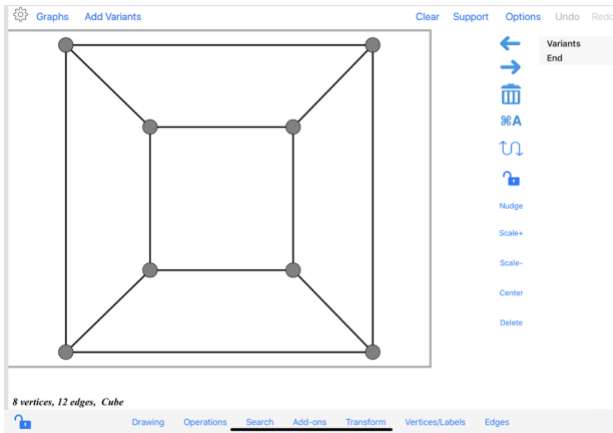 Graphs Add Variants Clear Support Options Undo Redo
Variants
End
⌘A
Nudge
Scale+
Scale-
Center
Delete
8 vertices, 12 edges, Cube
Drawing Operations Search Add-ons Transform Vertices/Labels Edges